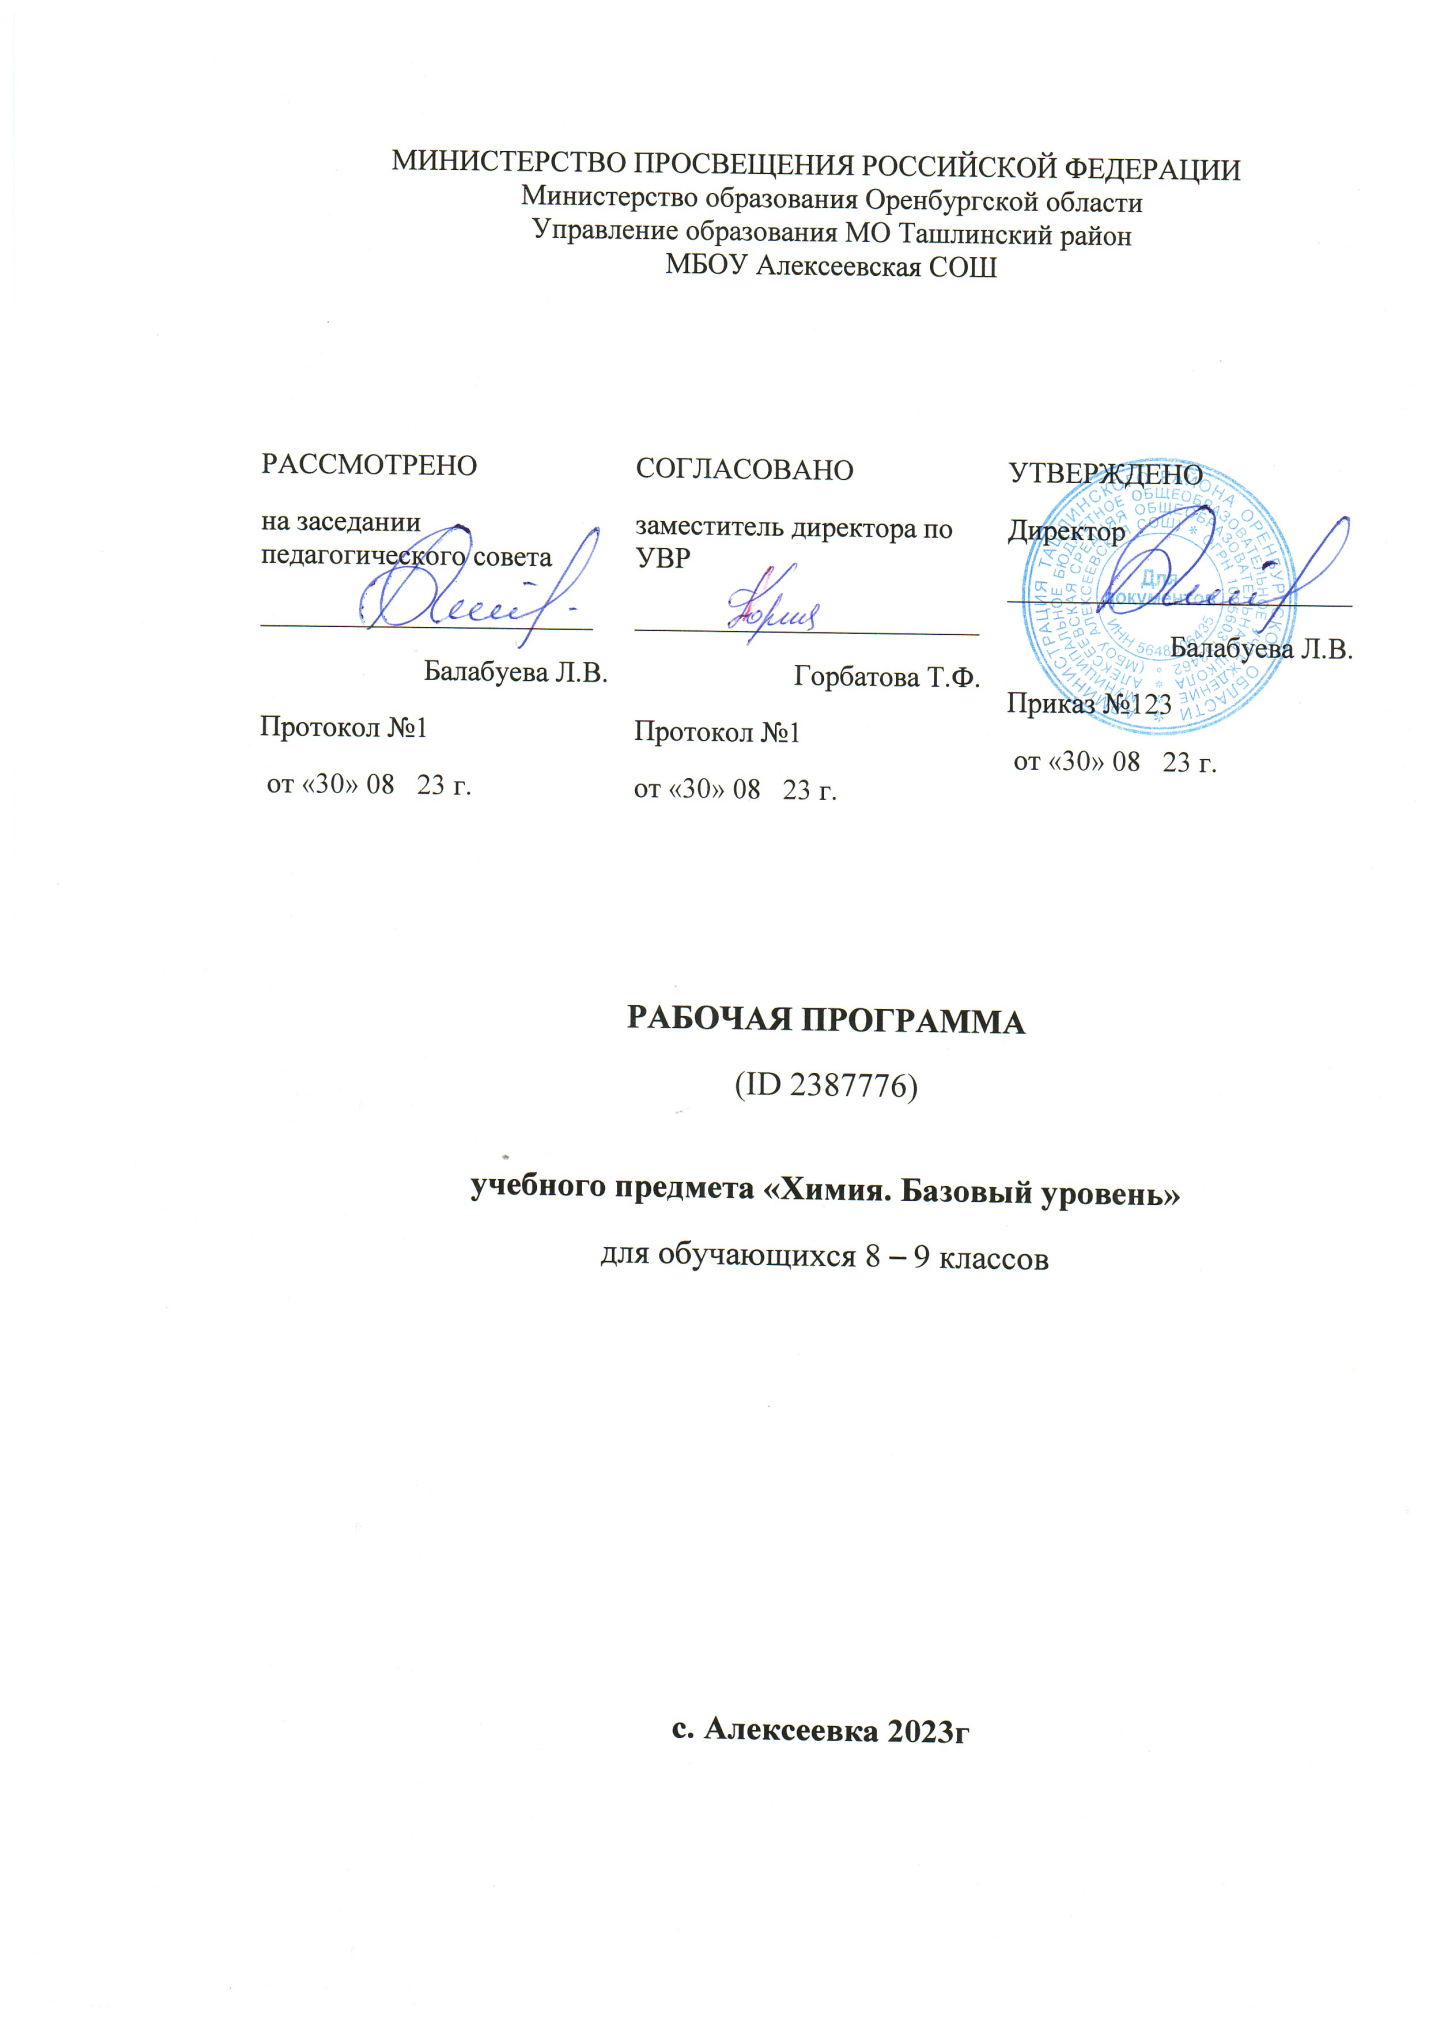 МИНИСТЕРСТВО ПРОСВЕЩЕНИЯ РОССИЙСКОЙ ФЕДЕРАЦИИ
Министерство образования Оренбургской области
Управление образования МО Ташлинский район
МБОУ Алексеевская СОШ
РАССМОТРЕНО
на заседании
педагогического совета
Балабуева Л.В.
Протокол №1
от «30» 08 23 г.
СОГЛАСОВАНО
заместитель директора по
УВР
Горбатова Т.Ф.
Протокол №1
от «30» 08 23 г.
УТВЕРЖДЕНО
Директор
Для
документов
Балабуева Л.В.
Приказ №123
от «30» 08 23 г.
РАБОЧАЯ ПРОГРАММА
(ID 2387776)
учебного предмета «Химия. Базовый уровень»
для обучающихся 8 – 9 классов
с. Алексеевка 2023г